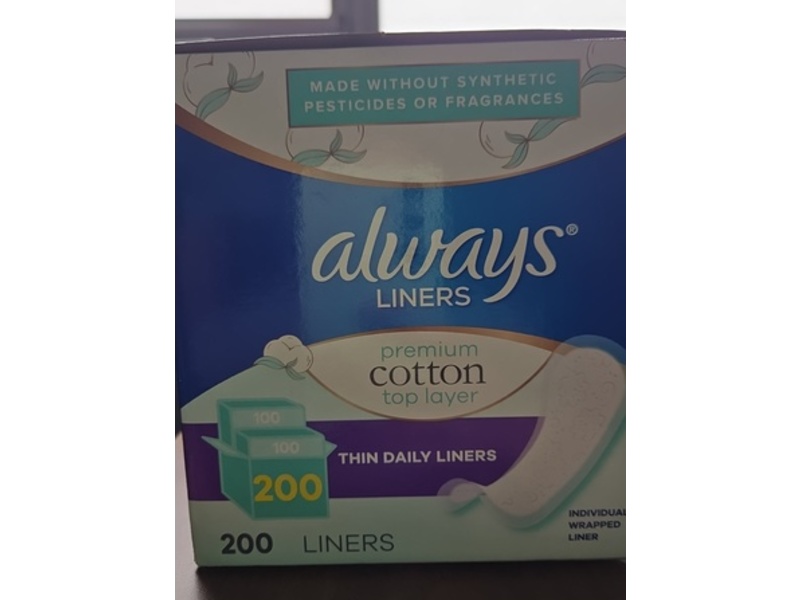 MADE WITHOUT SYNTHETIC
PESTICIDES OR FRAGRANCES
always®
LINERS
premium
cotton
top layer
100
100
200
THIN DAILY LINERS
INDIVIDUAL
WRAPPED
LINER
200 LINERS